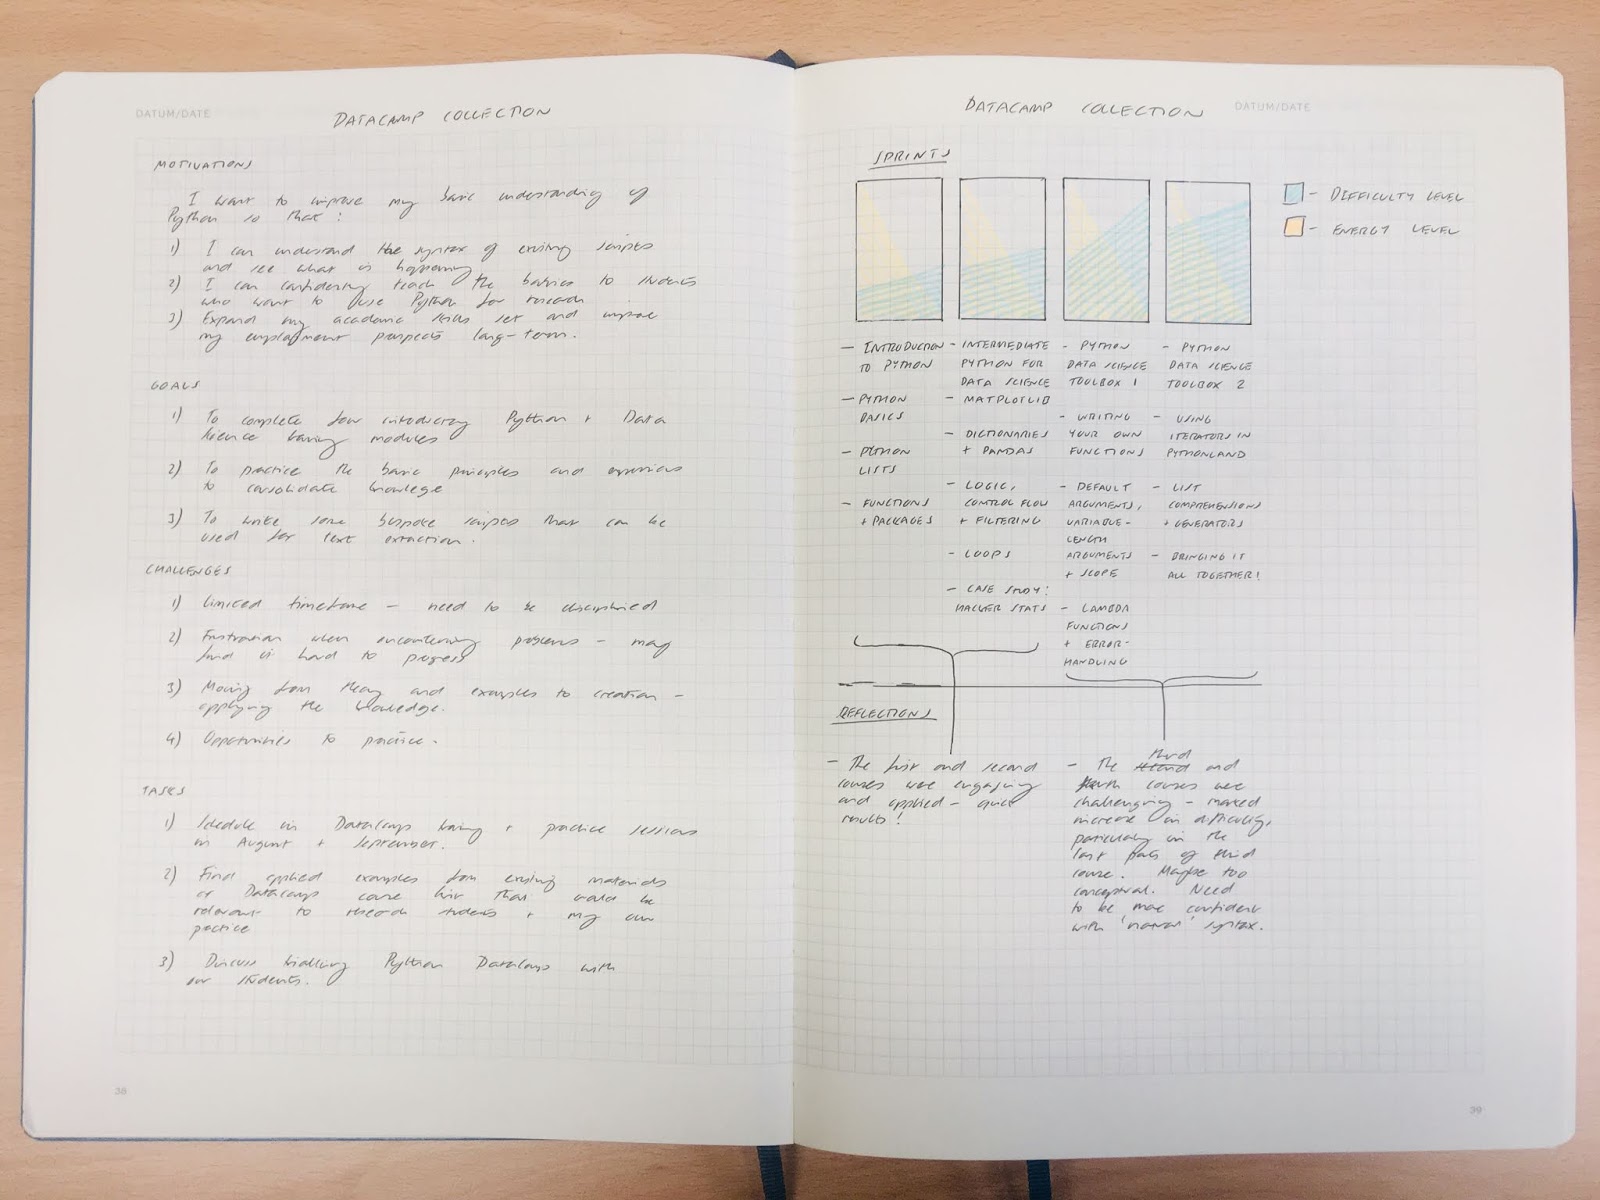 DATUM/DATE
DATACAMP COLLECTION
MOTIVATIONS
I want to improve my basic understanding of
Python so that:
1) I can understand the syntax of existing scripts
and see what is happening
2) I can confidently teach the basics to students
who want to use Python for research
3) Expand my academic skills set and improve
my employment prospects long-term.
GOALS
1) To complete four introductory Python + Data
Science training modules
2) To practice the basic principles and exercises
to consolidate knowledge
3) To write some bespoke scripts that can be
used for text extraction.
CHALLENGES
1) Limited timeframe - need to be disciplined
2) Frustration when encountering problems - may
find it hard to progress
3) Moving from theory and examples to creation -
applying the knowledge.
4) Opportunities to practice.
TASKS
1) Schedule in DataCamp training + practice sessions
in August + September.
2) Find applied examples from existing materials
or DataCamp course list that would be
relevant to research students + my own
practice
3) Discuss trialling Python DataCamp with
our students.
38
DATACAMP COLLECTION
DATUM/DATE
SPRINTS
- DIFFICULTY LEVEL
- ENERGY LEVEL
- INTRODUCTION
TO PYTHON
- PYTHON
BASICS
- PYTHON
LISTS
- FUNCTIONS
+ PACKAGES
- INTERMEDIATE
PYTHON FOR
DATA SCIENCE
- MATPLOTLIB
- DICTIONARIES
+ PANDAS
- LOGIC,
CONTROL FLOW
+ FILTERING
- LOOPS
- CASE STUDY:
HACKER STATS
- PYTHON
DATA SCIENCE
TOOLBOX 1
- WRITING
YOUR OWN
FUNCTIONS
- DEFAULT
ARGUMENTS,
VARIABLE-
LENGTH
ARGUMENTS
+ SCOPE
- LAMBDA
FUNCTIONS
+ ERROR-
HANDLING
- PYTHON
DATA SCIENCE
TOOLBOX 2
- USING
ITERATORS IN
PYTHONLAND
- LIST
COMPREHENSIONS
+ GENERATORS
- BRINGING IT
ALL TOGETHER!
REFLECTIONS
- The first and second
courses were engaging
and applied - quick
results!
- The third and
fourth courses were
challenging - marked
increase in difficulty,
particularly in the
last parts of third
course. Maybe too
conceptual. Need
to be more confident
with 'normal' syntax.
39